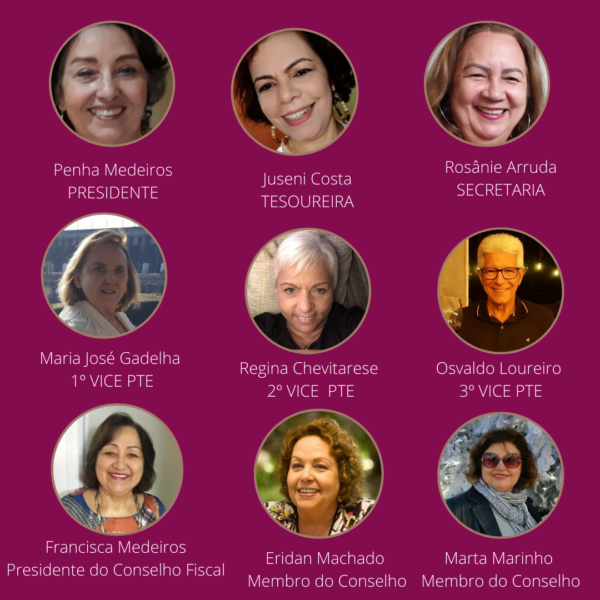 Penha Medeiros
PRESIDENTE
Juseni Costa
TESOUREIRA
Rosânie Arruda
SECRETARIA
Maria José Gadelha
1º VICE PTE
Regina Chevitarese
2º VICE PTE
Osvaldo Loureiro
3º VICE PTE
Francisca Medeiros
Presidente do Conselho Fiscal
Eridan Machado
Membro do Conselho
Marta Marinho
Membro do Conselho